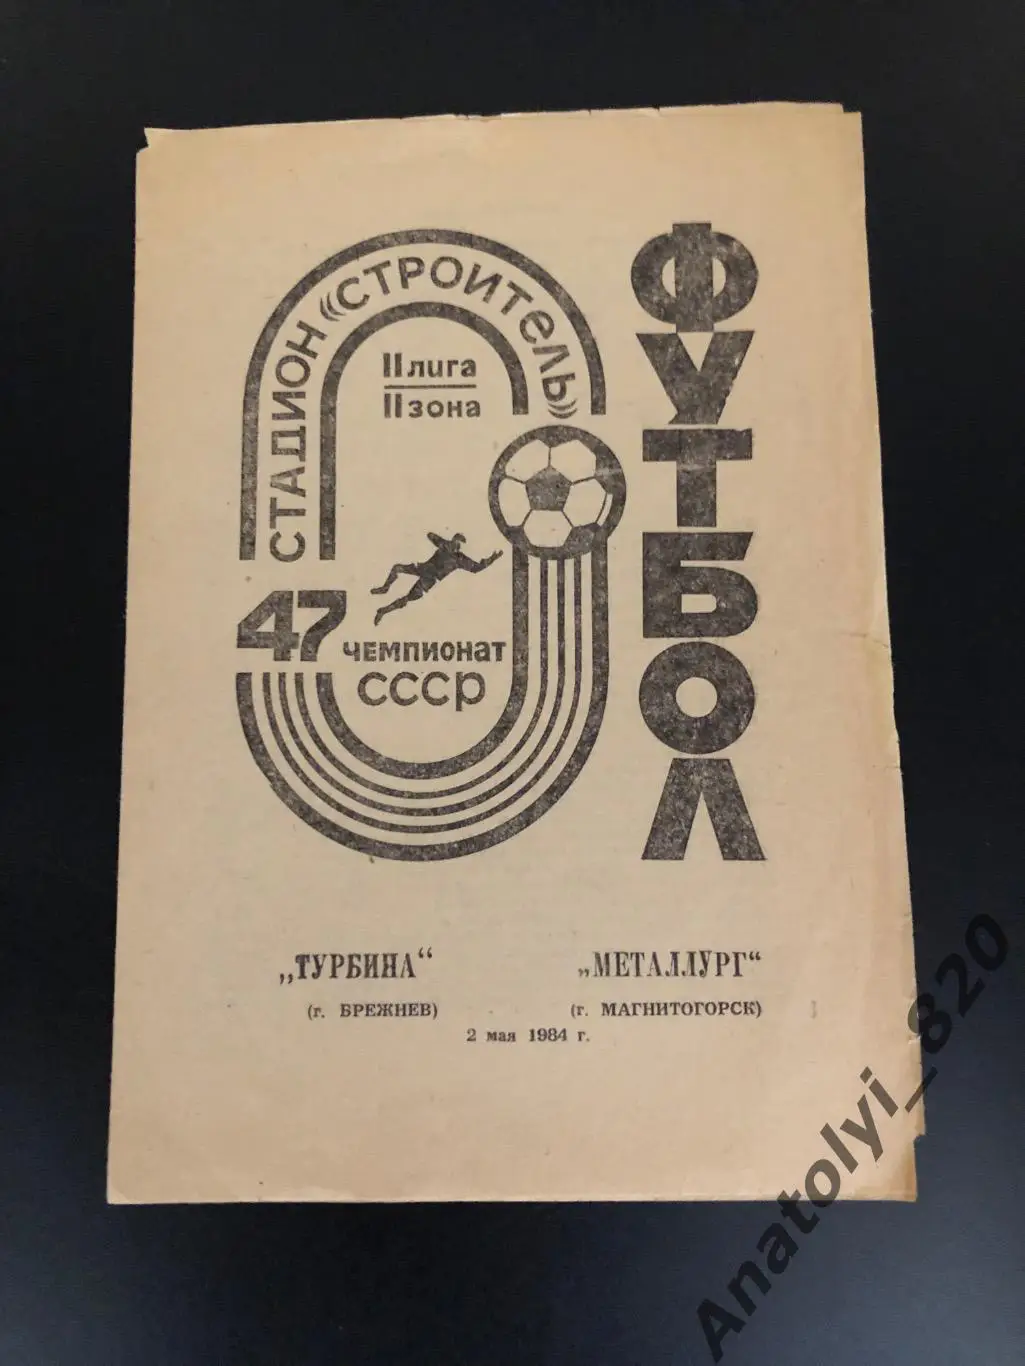 СТАДИОН «СТРОИТЕЛЬ»
II лига
II зона
47 ЧЕМПИОНАТ
СССР
ФУТБОЛ
„ТУРБИНА“ „МЕТАЛЛУРГ“
(г. БРЕЖНЕВ) (г. МАГНИТОГОРСК)
2 мая 1984 г.
Anatolyi_820